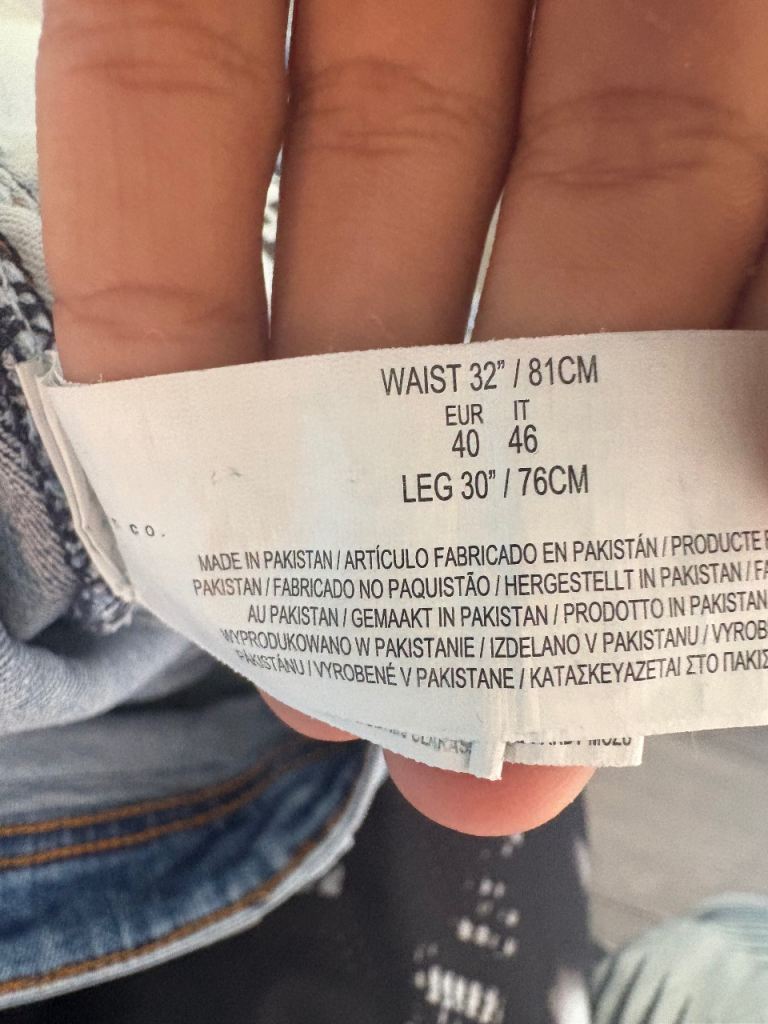 WAIST 32” / 81CM
EUR IT
40 46
LEG 30” / 76CM
CO.
MADE IN PAKISTAN / ARTÍCULO FABRICADO EN PAKISTÁN / PRODUCTE
PAKISTAN / FABRICADO NO PAQUISTÃO / HERGESTELLT IN PAKISTAN /
AU PAKISTAN / GEMAAKT IN PAKISTAN / PRODOTTO IN PAKISTAN
WYPRODUKOWANO W PAKISTANIE / IZDELANO V PAKISTANU /
PAKISTÁNU / VYROBENÉ V PAKISTANE / ΚΑΤΑΣΚΕΥΑΖΕΤΑΙ ΣΤΟ